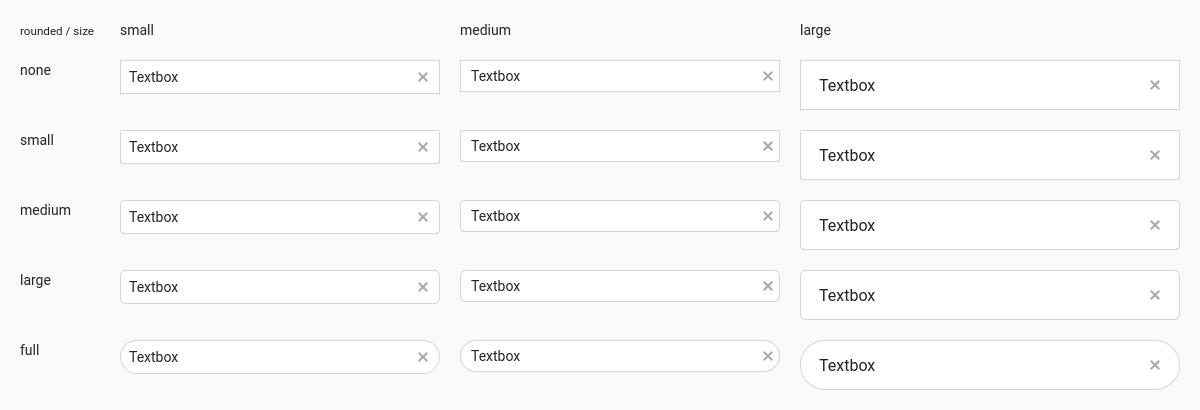 rounded / size small medium large
none Textbox Textbox Textbox
small Textbox Textbox Textbox
medium Textbox Textbox Textbox
large Textbox Textbox Textbox
full Textbox Textbox Textbox